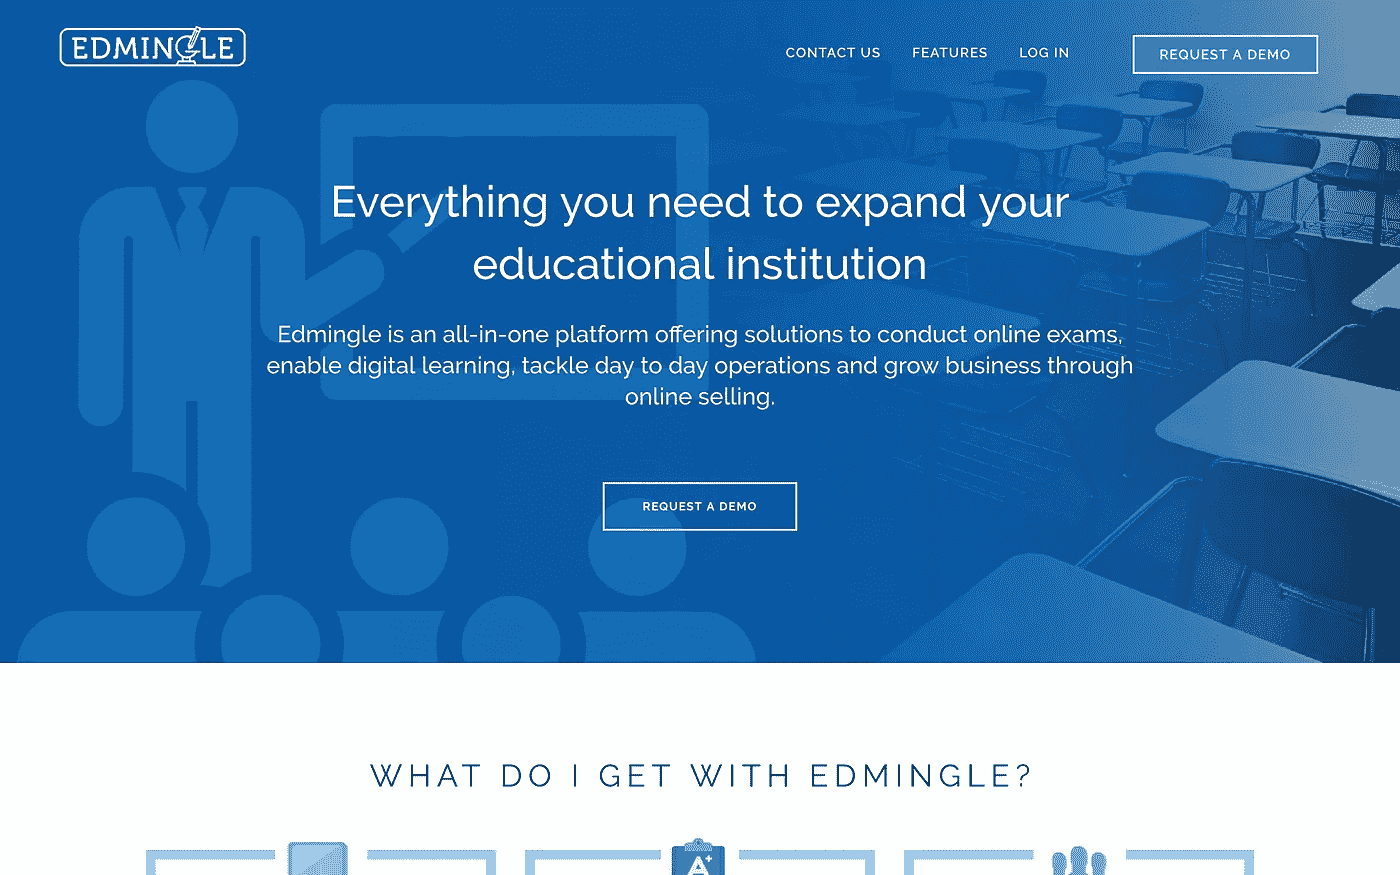 EDMINGLE
CONTACT US
FEATURES
LOG IN
REQUEST A DEMO
Everything you need to expand your
educational institution
Edmingle is an all-in-one platform offering solutions to conduct online exams,
enable digital learning, tackle day to day operations and grow business through
online selling.
REQUEST A DEMO
WHAT DO I GET WITH EDMINGLE?
A+